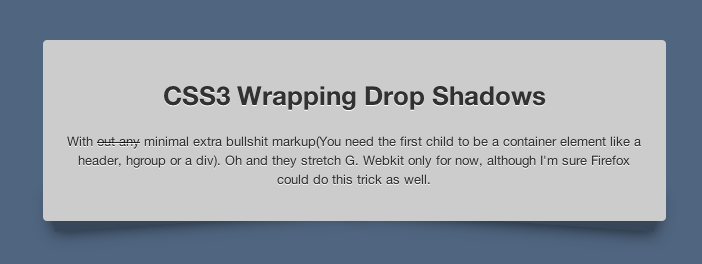 CSS3 Wrapping Drop Shadows
With out any minimal extra bullshit markup(You need the first child to be a container element like a
header, hgroup or a div). Oh and they stretch G. Webkit only for now, although I'm sure Firefox
could do this trick as well.